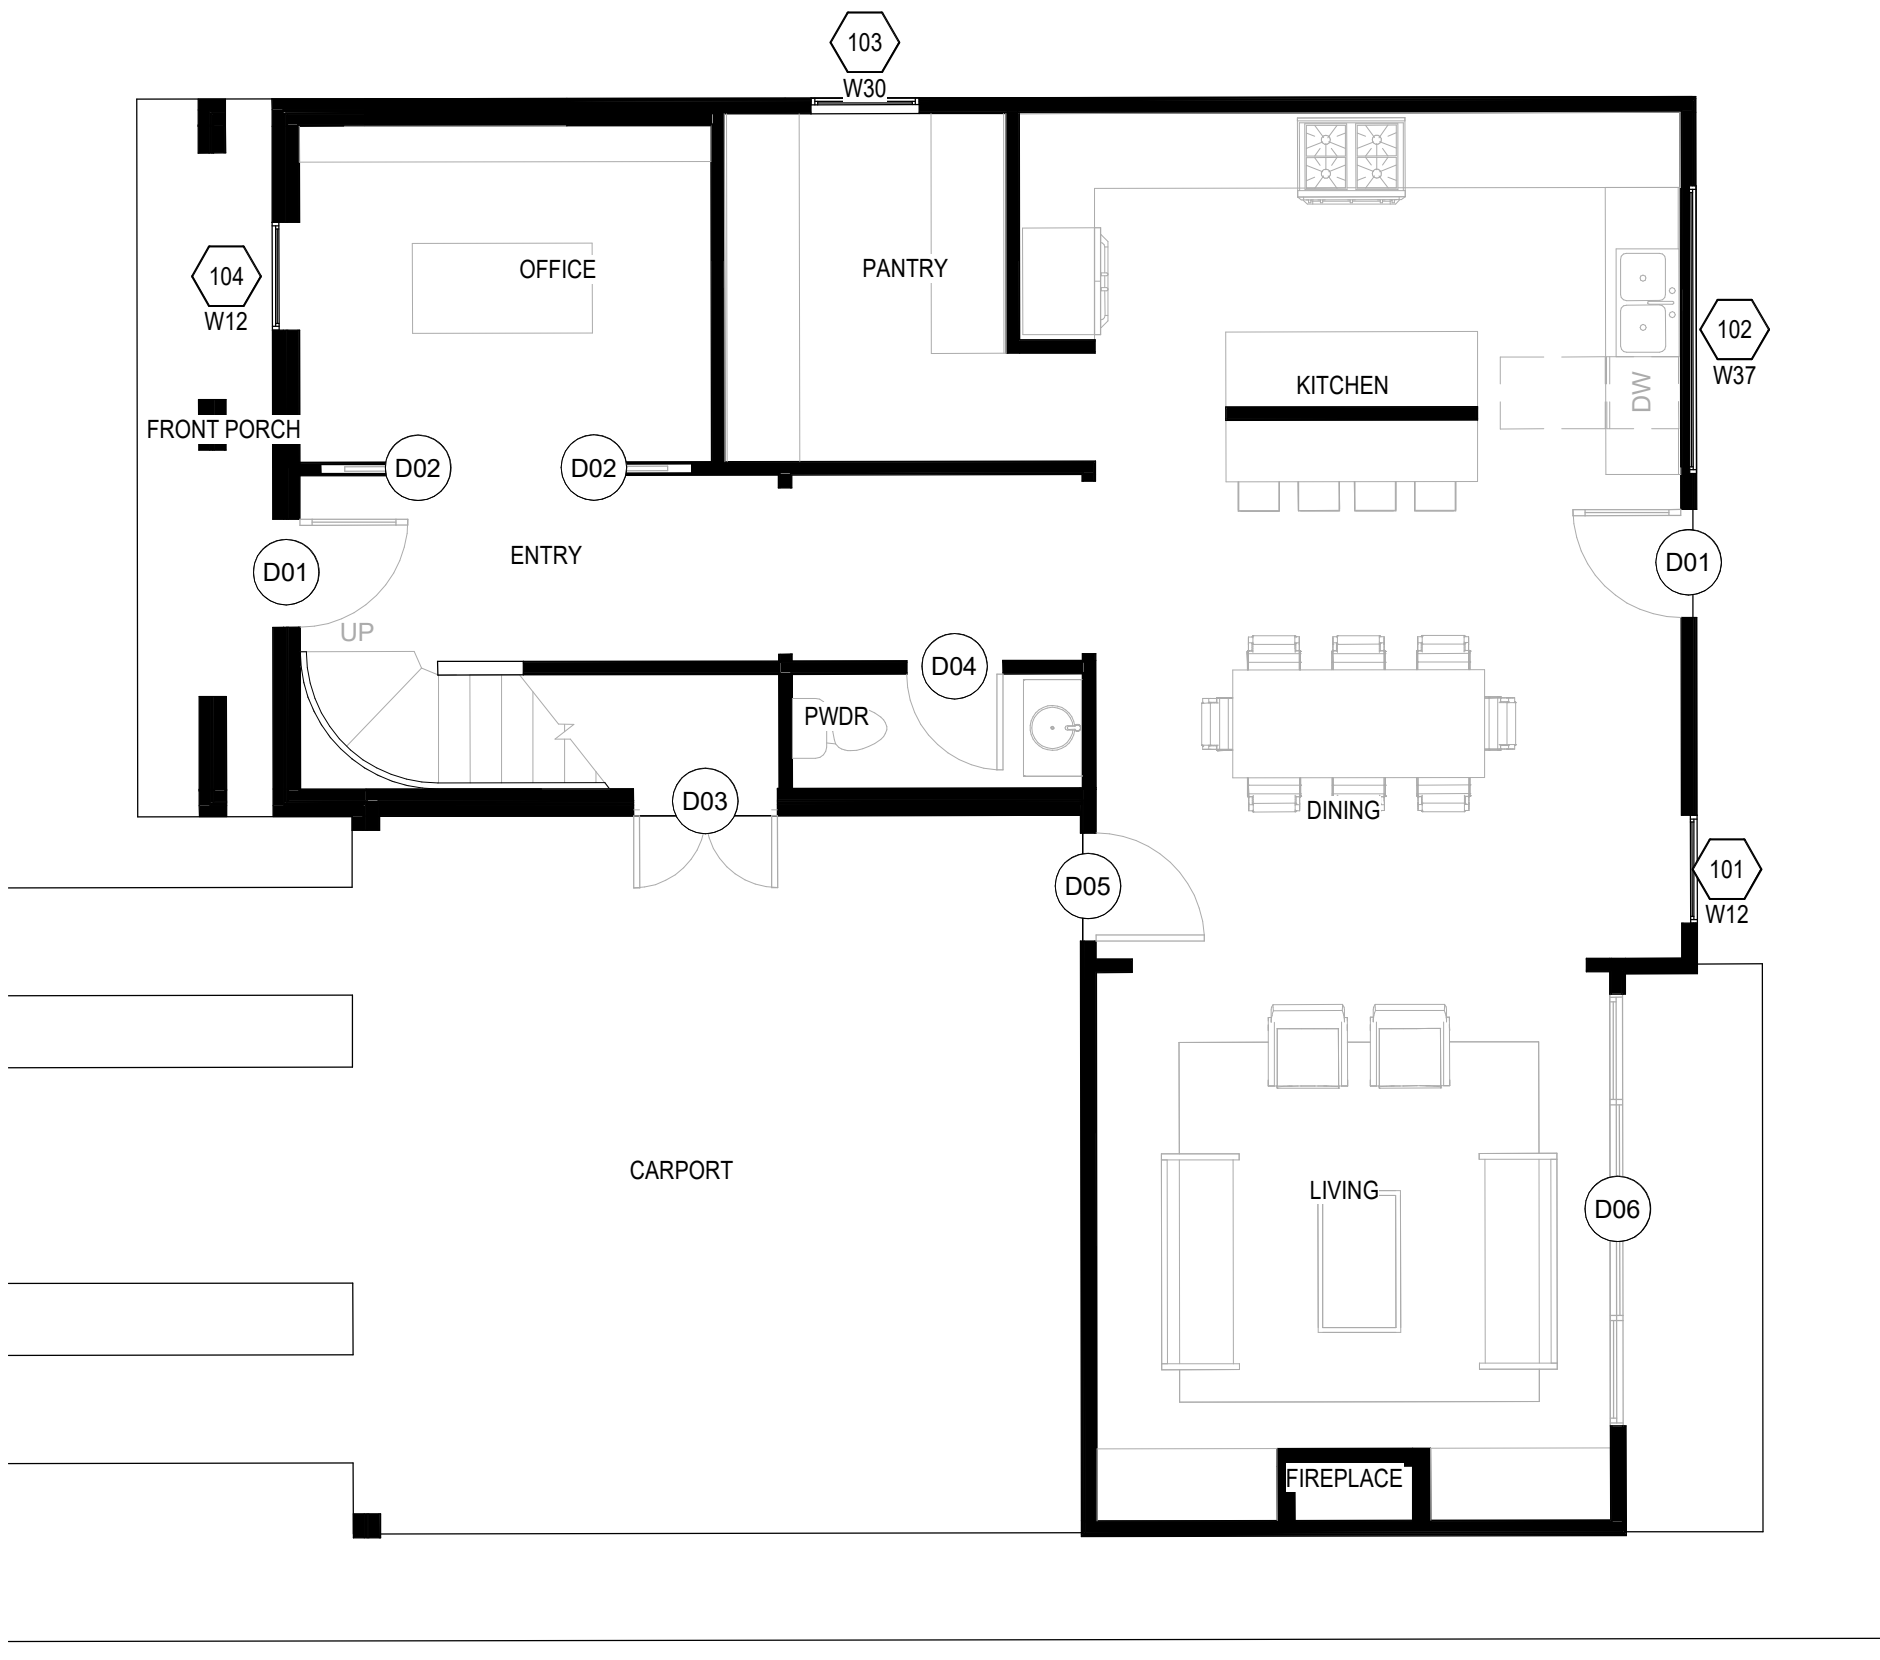 103
W30
OFFICE
PANTRY
104
W12
102
W37
KITCHEN
DW
FRONT PORCH
D02
D02
ENTRY
D01
D01
UP
D04
PWDR
D03
DINING
D05
101
W12
CARPORT
LIVING
D06
FIREPLACE